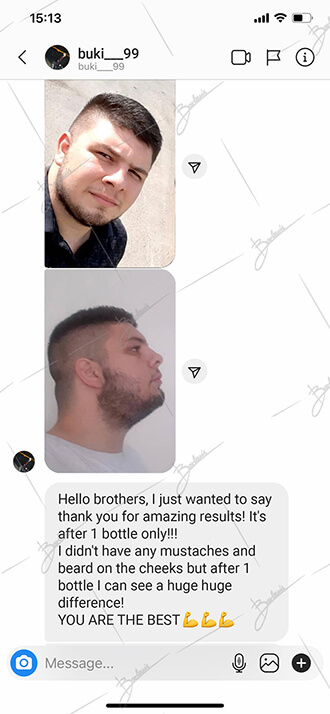 15:13
buki___99
buki___99
Hello brothers, I just wanted to say
thank you for amazing results! It's
after 1 bottle only!!!
I didn't have any mustaches and
beard on the cheeks but after 1
bottle I can see a huge huge
difference!
YOU ARE THE BEST💪💪💪
Message...